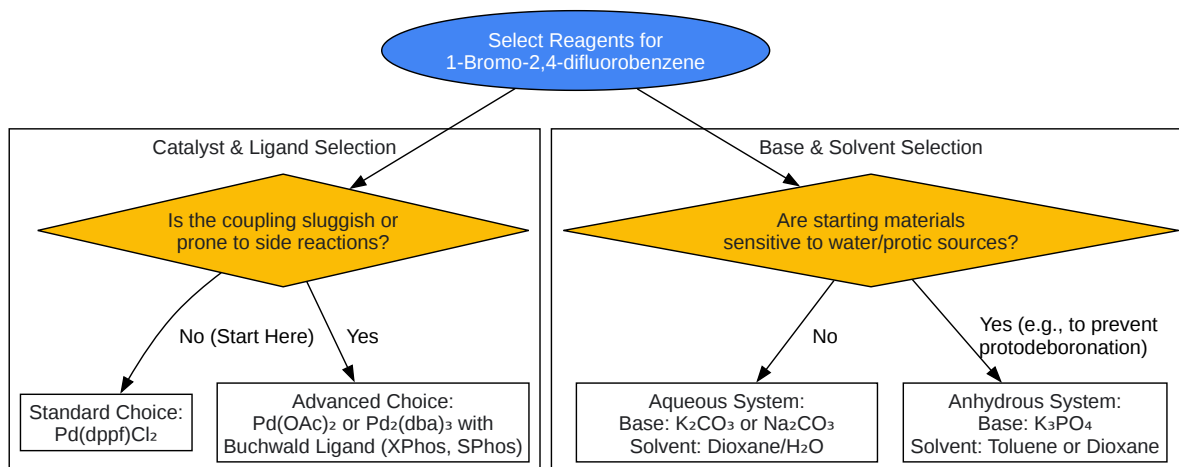 Select Reagents for
1-Bromo-2,4-difluorobenzene
Catalyst & Ligand Selection
Is the coupling sluggish or
prone to side reactions?
No (Start Here)
Yes
Standard Choice:
Pd(dppf)Cl₂
Advanced Choice:
Pd(OAc)₂ or Pd₂(dba)₃ with
Buchwald Ligand (XPhos, SPhos)
Base & Solvent Selection
Are starting materials
sensitive to water/protic sources?
No
Yes (e.g., to prevent
protodeboronation)
Aqueous System:
Base: K₂CO₃ or Na₂CO₃
Solvent: Dioxane/H₂O
Anhydrous System:
Base: K₃PO₄
Solvent: Toluene or Dioxane